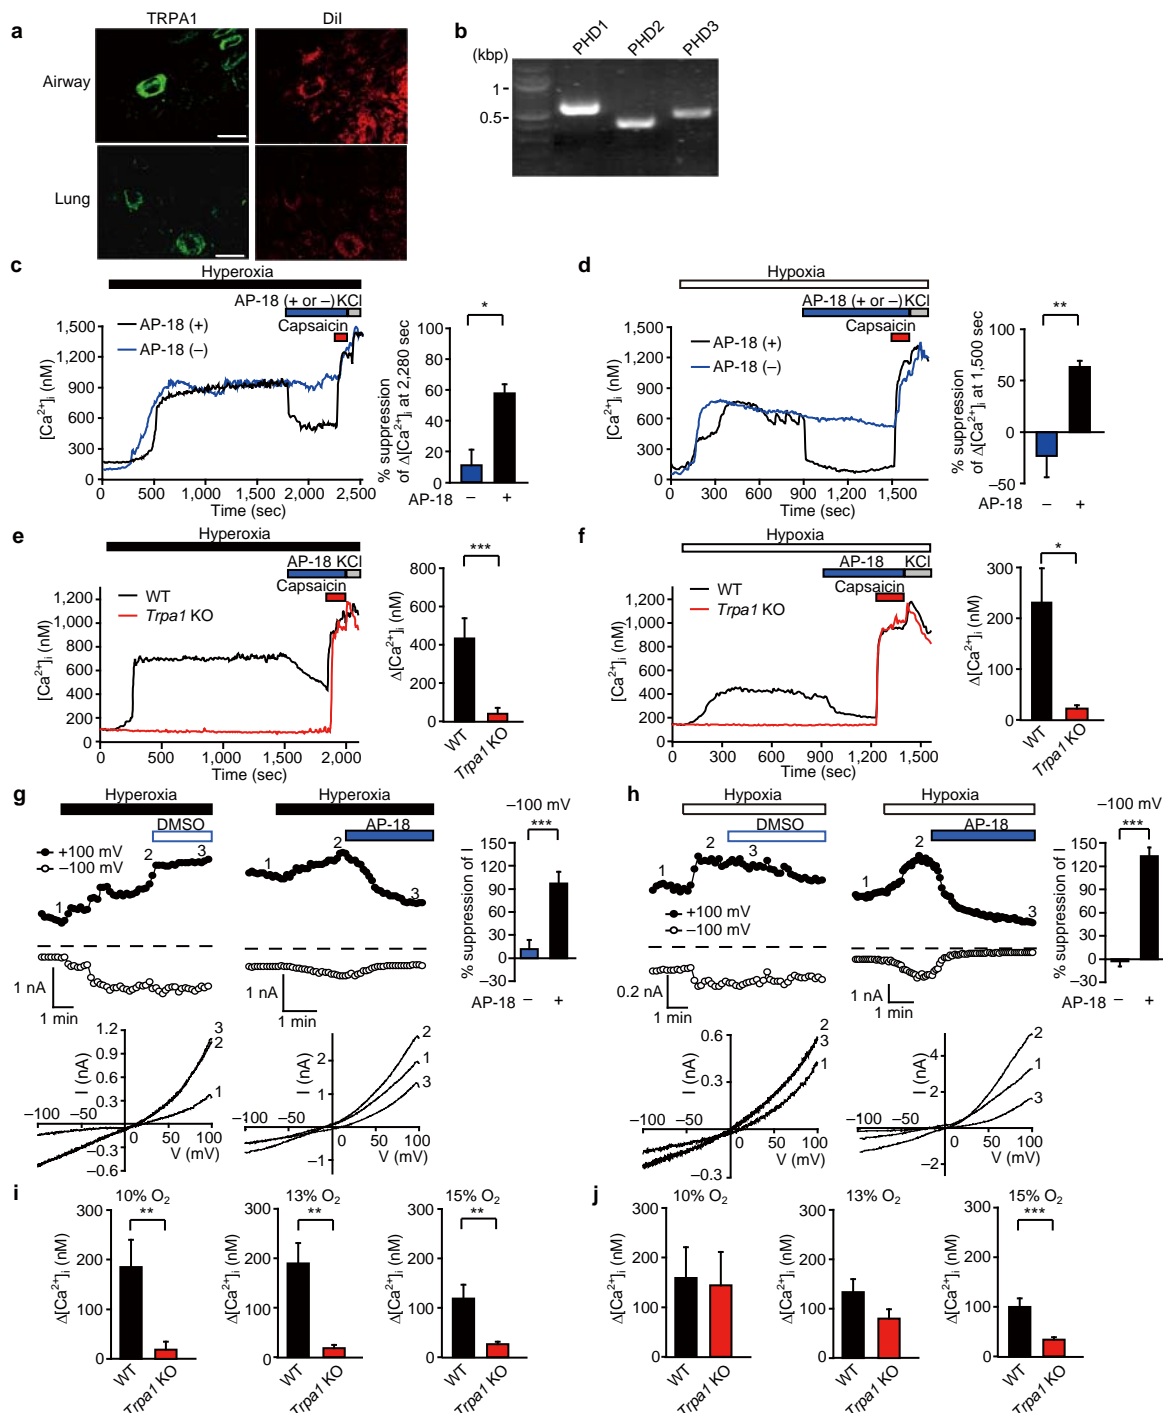 a
TRPA1
DiI
Airway
Lung
b
(kbp)
PHD1
PHD2
PHD3
1
0.5
c
Hyperoxia
AP-18 (+ or –) KCl
Capsaicin
AP-18 (+)
AP-18 (–)
[Ca²⁺]ᵢ (nM)
1,500
1,200
900
600
300
0
0 500 1,000 1,500 2,000 2,500
Time (sec)
% suppression
of Δ[Ca²⁺]ᵢ at 2,280 sec
100
80
60
40
20
0
*
AP-18 – +
d
Hypoxia
AP-18 (+ or –) KCl
Capsaicin
AP-18 (+)
AP-18 (–)
[Ca²⁺]ᵢ (nM)
1,500
1,200
900
600
300
0
0 300 600 900 1,200 1,500
Time (sec)
% suppression
of Δ[Ca²⁺]ᵢ at 1,500 sec
100
50
0
–50
**
AP-18 – +
e
Hyperoxia
AP-18 KCl
Capsaicin
WT
Trpa1 KO
[Ca²⁺]ᵢ (nM)
1,200
1,000
800
600
400
200
0
0 500 1,000 1,500 2,000
Time (sec)
Δ[Ca²⁺]ᵢ (nM)
800
600
400
200
0
***
WT
Trpa1 KO
f
Hypoxia
AP-18 KCl
Capsaicin
WT
Trpa1 KO
[Ca²⁺]ᵢ (nM)
1,200
1,000
800
600
400
200
0
0 300 600 900 1,200 1,500
Time (sec)
Δ[Ca²⁺]ᵢ (nM)
300
200
100
0
*
WT
Trpa1 KO
g
Hyperoxia
DMSO
+100 mV
–100 mV
1
2
3
1 nA
1 min
Hyperoxia
AP-18
1
2
3
1 nA
1 min
–100 mV
***
% suppression of I
150
120
90
60
30
0
–30
AP-18 – +
I (nA)
1.2
0.9
0.6
0.3
–0.3
–0.6
–100 –50 0 50 100
V (mV)
3
2
1
I (nA)
2
1
–1
–100 –50 0 50 100
V (mV)
2
1
3
h
Hypoxia
DMSO
1
2
3
+100 mV
–100 mV
0.2 nA
1 min
Hypoxia
AP-18
1
2
3
1 nA
1 min
–100 mV
***
% suppression of I
150
120
90
60
30
0
–30
AP-18 – +
I (nA)
0.6
0.3
–0.3
–100 –50 0 50 100
V (mV)
2
3
1
I (nA)
4
2
–2
–100 –50 0 50 100
V (mV)
2
1
3
i
10% O₂
**
Δ[Ca²⁺]ᵢ (nM)
300
200
100
0
WT
Trpa1 KO
13% O₂
**
Δ[Ca²⁺]ᵢ (nM)
300
200
100
0
WT
Trpa1 KO
15% O₂
**
Δ[Ca²⁺]ᵢ (nM)
300
200
100
0
WT
Trpa1 KO
j
10% O₂
Δ[Ca²⁺]ᵢ (nM)
300
200
100
0
WT
Trpa1 KO
13% O₂
Δ[Ca²⁺]ᵢ (nM)
300
200
100
0
WT
Trpa1 KO
15% O₂
***
Δ[Ca²⁺]ᵢ (nM)
300
200
100
0
WT
Trpa1 KO